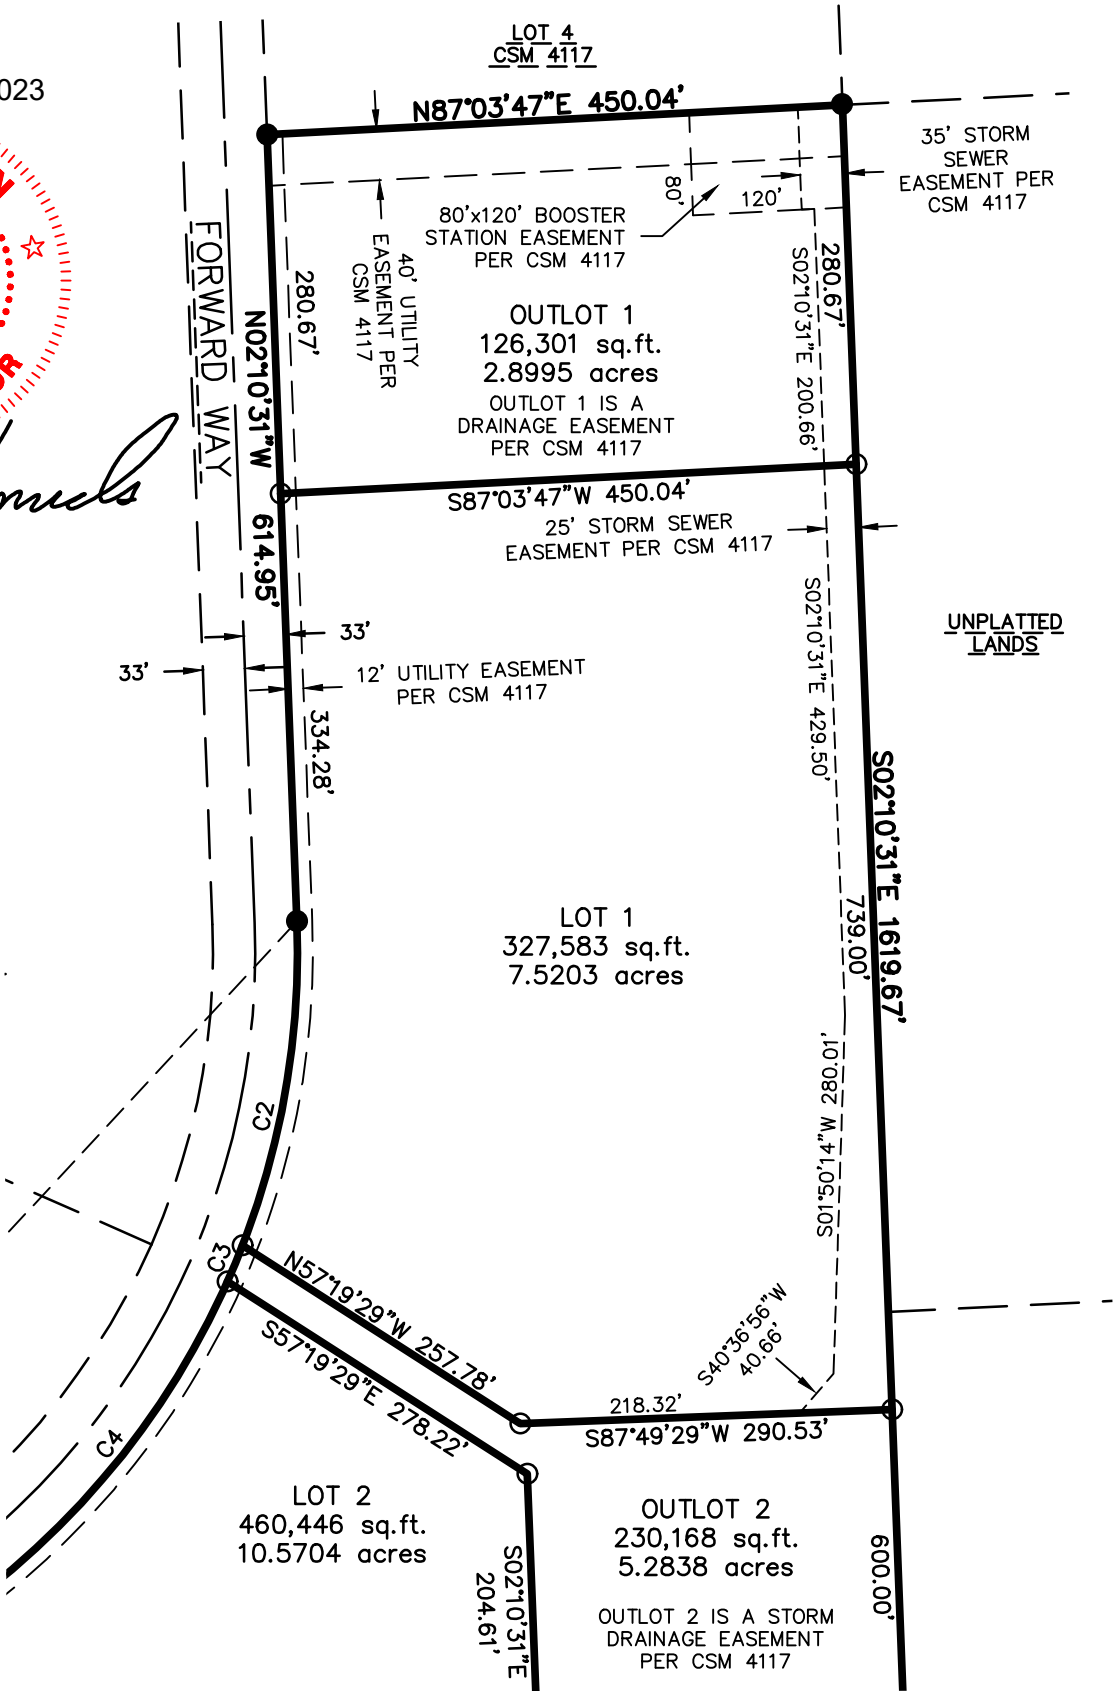 LOT 4
CSM 4117
023
N87°03'47"E 450.04'
35' STORM
SEWER
EASEMENT PER
CSM 4117
80'
120'
80'x120' BOOSTER
STATION EASEMENT
PER CSM 4117
FORWARD WAY
N02°10'31"W 614.95'
280.67'
40' UTILITY
EASEMENT PER
CSM 4117
OUTLOT 1
126,301 sq.ft.
2.8995 acres
OUTLOT 1 IS A
DRAINAGE EASEMENT
PER CSM 4117
S02°10'31"E 200.66'
280.67'
S87°03'47"W 450.04'
25' STORM SEWER
EASEMENT PER CSM 4117
S02°10'31"E 429.50'
UNPLATTED
LANDS
33'
33'
12' UTILITY EASEMENT
PER CSM 4117
334.28'
S02°10'31"E 1619.67'
739.00'
LOT 1
327,583 sq.ft.
7.5203 acres
C2
S01°50'14"W 280.01'
C3
N57°19'29"W 257.78'
S57°19'29"E 278.22'
S40°36'56"W
40.66'
218.32'
S87°49'29"W 290.53'
C4
LOT 2
460,446 sq.ft.
10.5704 acres
OUTLOT 2
230,168 sq.ft.
5.2838 acres
OUTLOT 2 IS A STORM
DRAINAGE EASEMENT
PER CSM 4117
S02°10'31"E
204.61'
600.00'